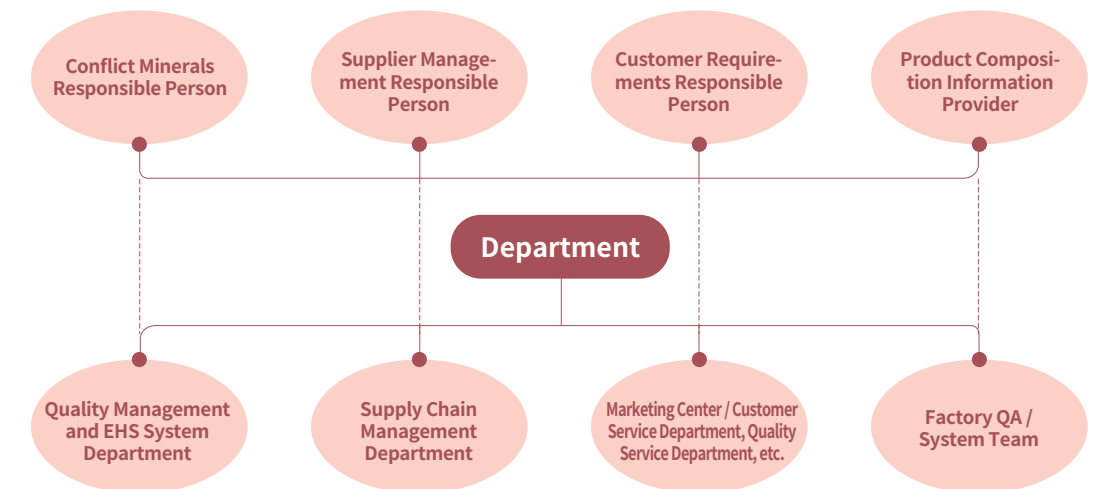 Conflict Minerals
Responsible Person
Supplier Manage-
ment Responsible
Person
Customer Require-
ments Responsible
Person
Product Composi-
tion Information
Provider
Department
Quality Management
and EHS System
Department
Supply Chain
Management
Department
Marketing Center / Customer
Service Department, Quality
Service Department, etc.
Factory QA /
System Team